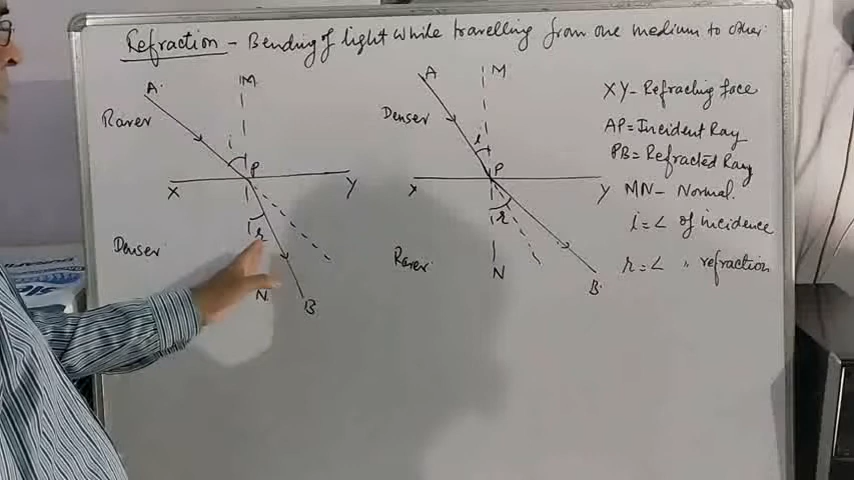 Refraction - Bending of light while travelling from one medium to other.
A
M
Rarer
i
P
X
Y
r
Denser
N
B
A
M
Denser
i
P
X
Y
r
Rarer
N
B
XY - Refracting face
AP = Incident Ray
PB = Refracted Ray
MN - Normal.
i = ∠ of incidence
r = ∠ " refraction